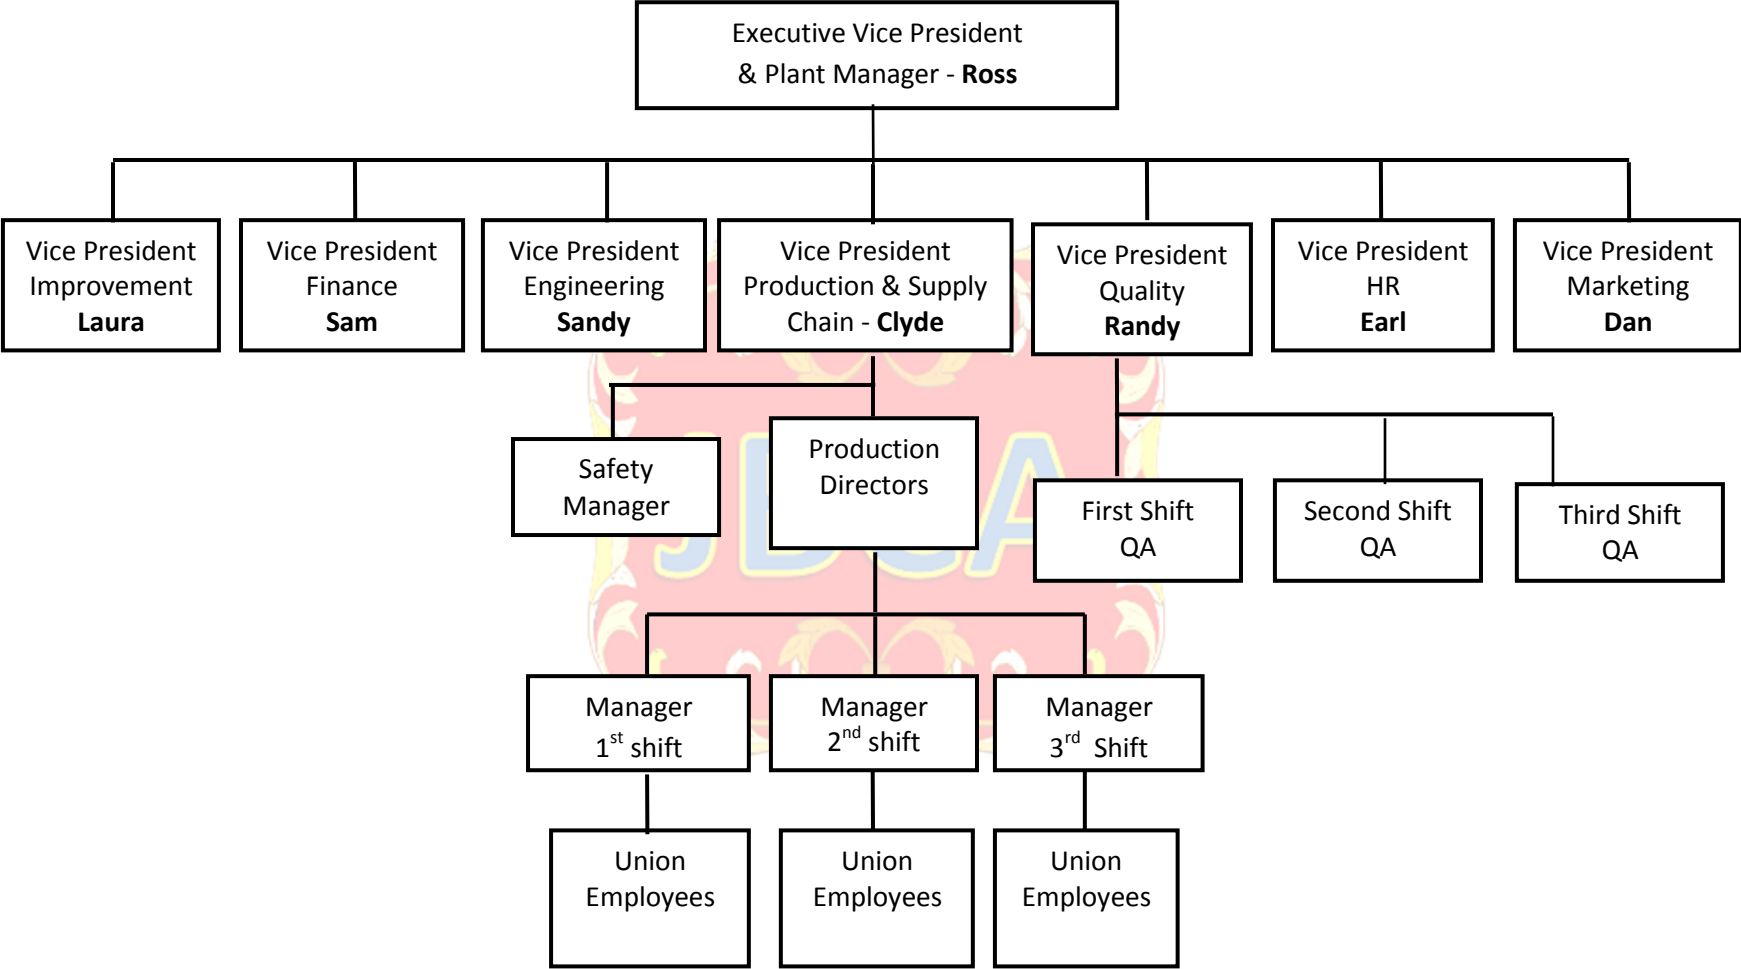 Executive Vice President
& Plant Manager - Ross
Vice President
Improvement
Laura
Vice President
Finance
Sam
Vice President
Engineering
Sandy
Vice President
Production & Supply
Chain - Clyde
Vice President
Quality
Randy
Vice President
HR
Earl
Vice President
Marketing
Dan
Safety
Manager
Production
Directors
First Shift
QA
Second Shift
QA
Third Shift
QA
JBCA
Manager
1st shift
Manager
2nd shift
Manager
3rd Shift
Union
Employees
Union
Employees
Union
Employees